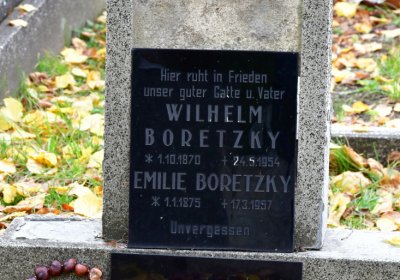 Hier ruht in Frieden
unser guter Gatte u. Vater
WILHELM
BORETZKY
* 1.10.1870 + 24.5.1954
EMILIE BORETZKY
* 1.1.1875 + 17.3.1957
Unvergessen